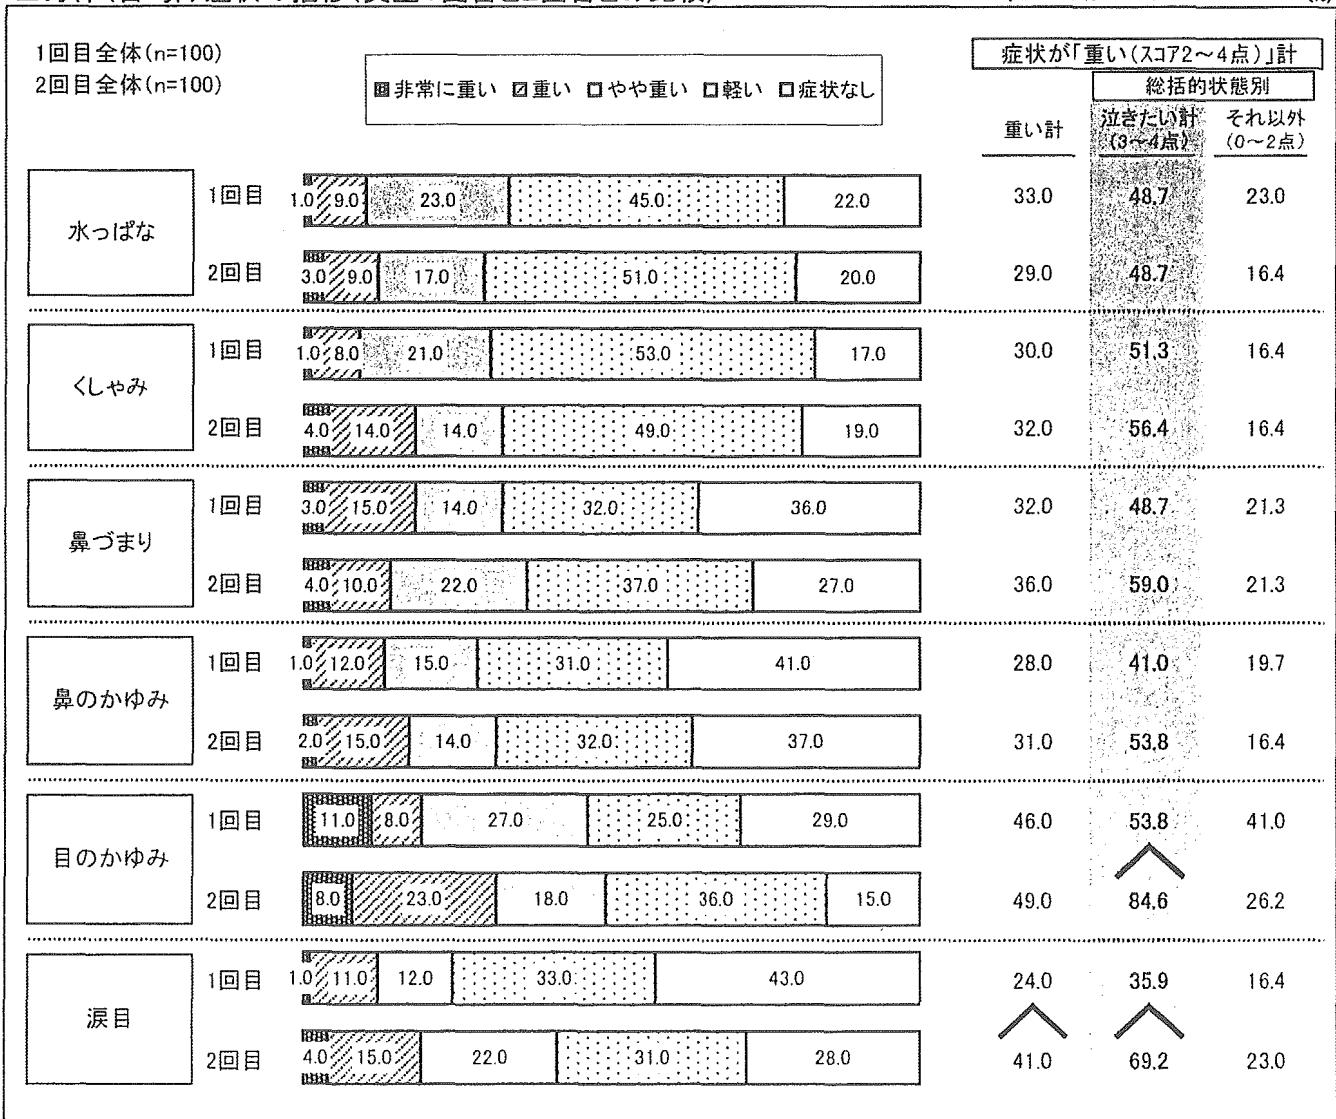 1回目全体(n=100)
2回目全体(n=100)
非常に重い 重い やや重い 軽い 症状なし
症状が「重い(スコア2～4点)」計
総括的状態別
重い計 泣きたい計 (3～4点) それ以外 (0～2点)
水っぱな
1回目 1.0 9.0 23.0 45.0 22.0 33.0 48.7 23.0
2回目 3.0 9.0 17.0 51.0 20.0 29.0 48.7 16.4
くしゃみ
1回目 1.0 8.0 21.0 53.0 17.0 30.0 51.3 16.4
2回目 4.0 14.0 14.0 49.0 19.0 32.0 56.4 16.4
鼻づまり
1回目 3.0 15.0 14.0 32.0 36.0 32.0 48.7 21.3
2回目 4.0 10.0 22.0 37.0 27.0 36.0 59.0 21.3
鼻のかゆみ
1回目 1.0 12.0 15.0 31.0 41.0 28.0 41.0 19.7
2回目 2.0 15.0 14.0 32.0 37.0 31.0 53.8 16.4
目のかゆみ
1回目 11.0 8.0 27.0 25.0 29.0 46.0 53.8 41.0
2回目 8.0 23.0 18.0 36.0 15.0 49.0 84.6 26.2
涙目
1回目 1.0 11.0 12.0 33.0 43.0 24.0 35.9 16.4
2回目 4.0 15.0 22.0 31.0 28.0 41.0 69.2 23.0